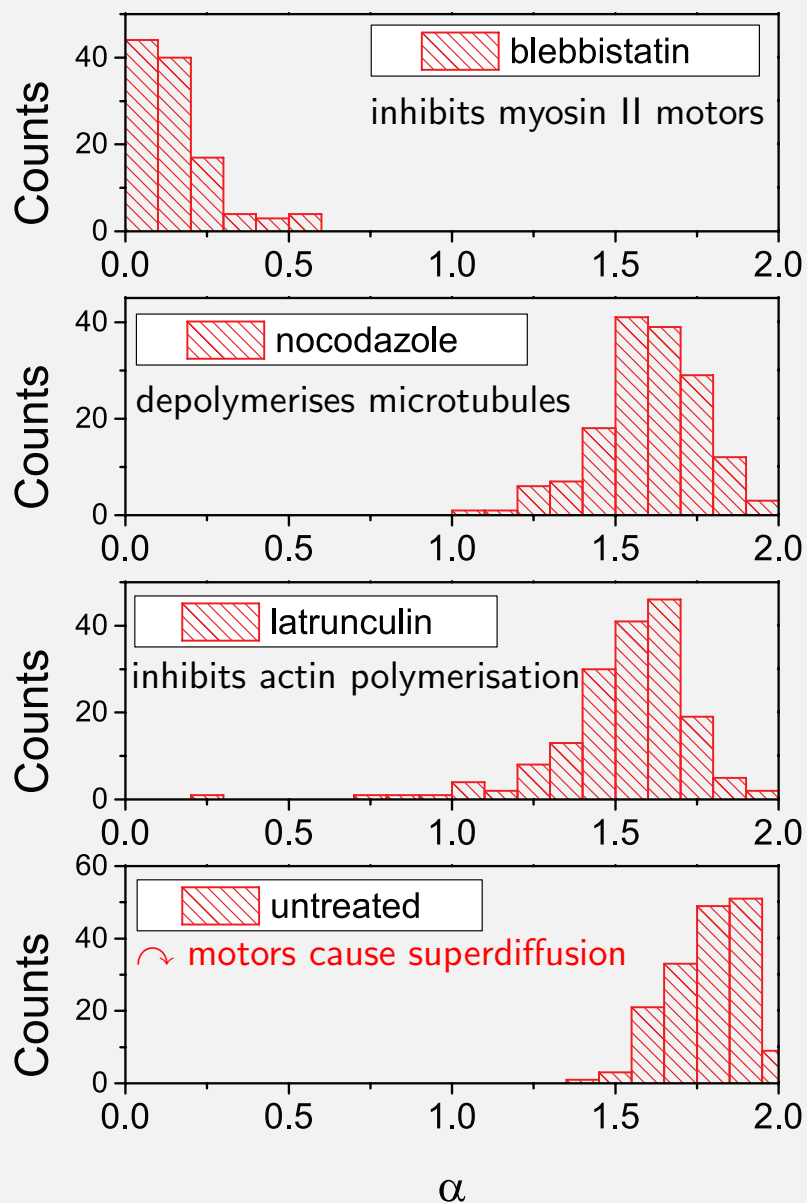 blebbistatin
inhibits myosin II motors
Counts
40
20
0
0.0 0.5 1.0 1.5 2.0
nocodazole
depolymerises microtubules
Counts
40
20
0
0.0 0.5 1.0 1.5 2.0
latrunculin
inhibits actin polymerisation
Counts
40
20
0
0.0 0.5 1.0 1.5 2.0
untreated
↷ motors cause superdiffusion
Counts
60
40
20
0
0.0 0.5 1.0 1.5 2.0
α